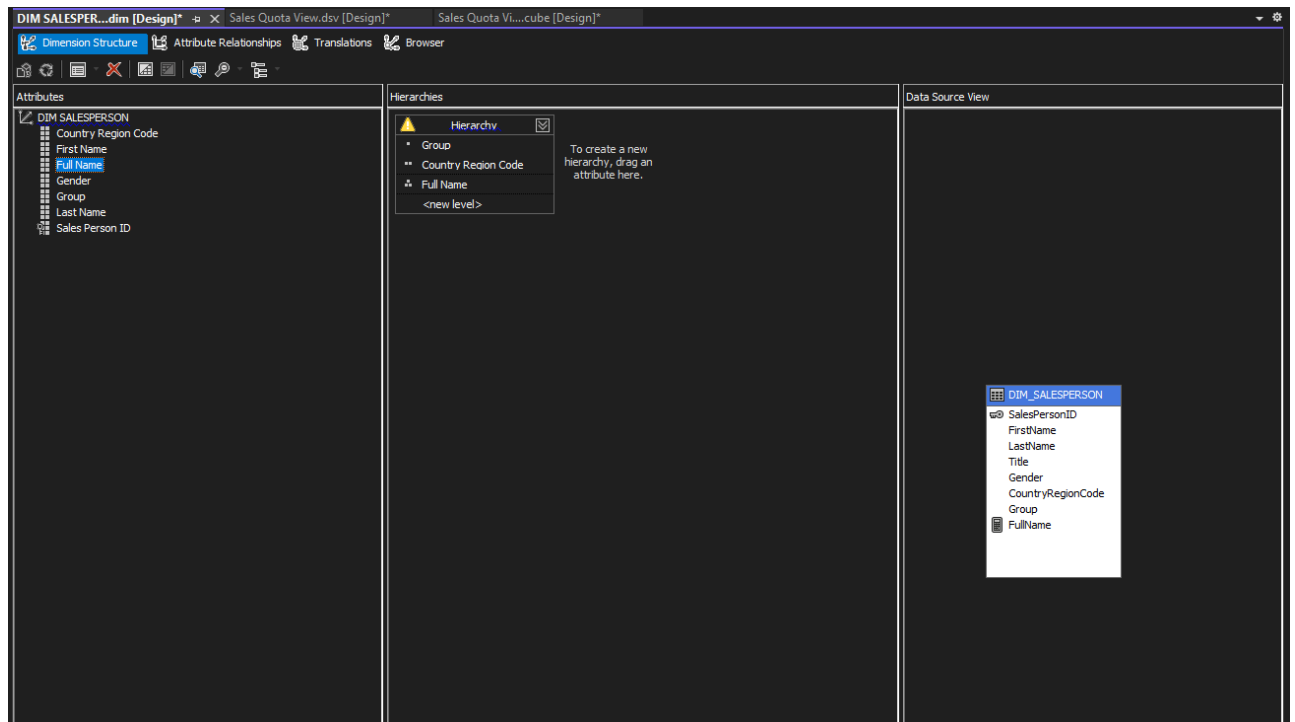 DIM SALESPER...dim [Design]* Sales Quota View.dsv [Design]* Sales Quota Vi....cube [Design]*
Dimension Structure Attribute Relationships Translations Browser
Attributes
DIM SALESPERSON
Country Region Code
First Name
Full Name
Gender
Group
Last Name
Sales Person ID
Hierarchies
Hierarchy
Group
Country Region Code
Full Name
<new level>
To create a new
hierarchy, drag an
attribute here.
Data Source View
DIM_SALESPERSON
SalesPersonID
FirstName
LastName
Title
Gender
CountryRegionCode
Group
FullName